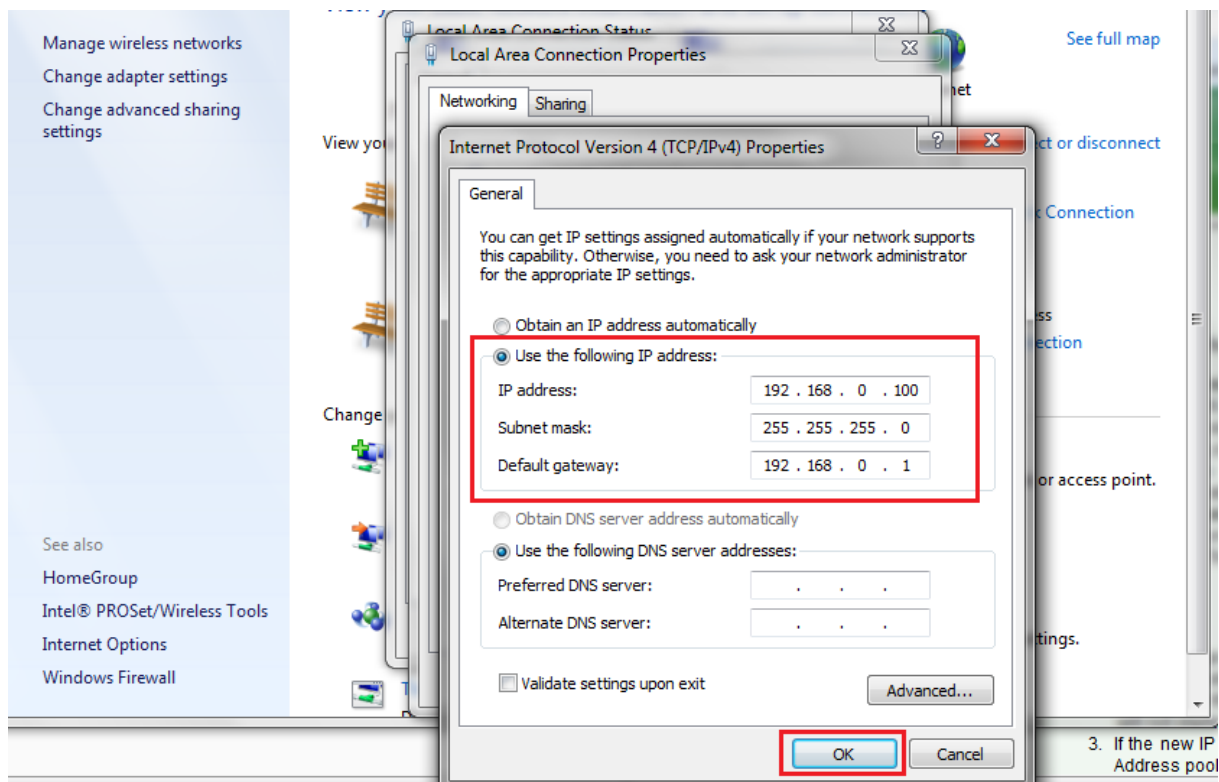 Manage wireless networks
Change adapter settings
Change advanced sharing
settings
See also
HomeGroup
Intel® PROSet/Wireless Tools
Internet Options
Windows Firewall
View you
Change
Local Area Connection Status
Local Area Connection Properties
Networking
Sharing
Internet Protocol Version 4 (TCP/IPv4) Properties
General
You can get IP settings assigned automatically if your network supports
this capability. Otherwise, you need to ask your network administrator
for the appropriate IP settings.
Obtain an IP address automatically
Use the following IP address:
IP address: 192 . 168 . 0 . 100
Subnet mask: 255 . 255 . 255 . 0
Default gateway: 192 . 168 . 0 . 1
Obtain DNS server address automatically
Use the following DNS server addresses:
Preferred DNS server: . . .
Alternate DNS server: . . .
Validate settings upon exit
Advanced...
OK
Cancel
See full map
net
ct or disconnect
Connection
ss
ection
or access point.
tings.
3. If the new IP
Address pool